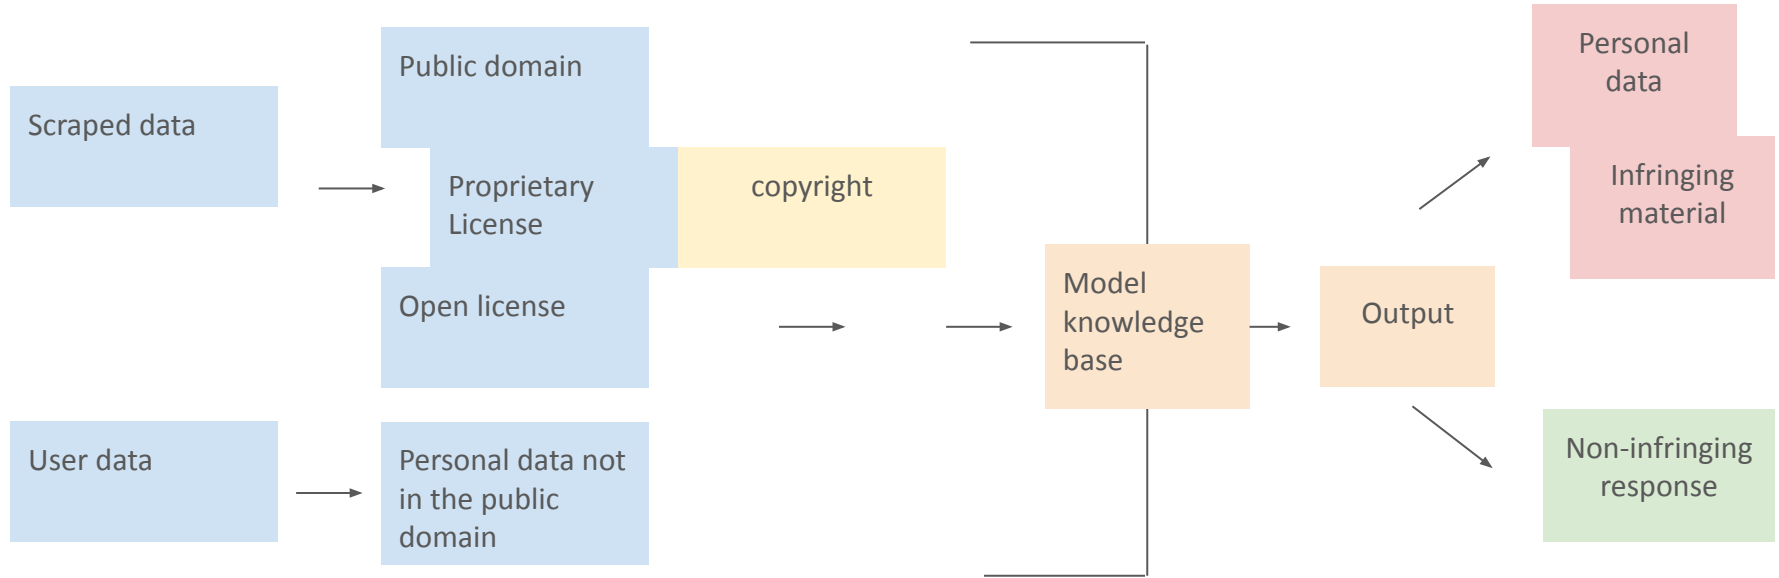 Scraped data
Public domain
Proprietary
License
copyright
Open license
User data
Personal data not
in the public
domain
Model
knowledge
base
Output
Personal
data
Infringing
material
Non-infringing
response